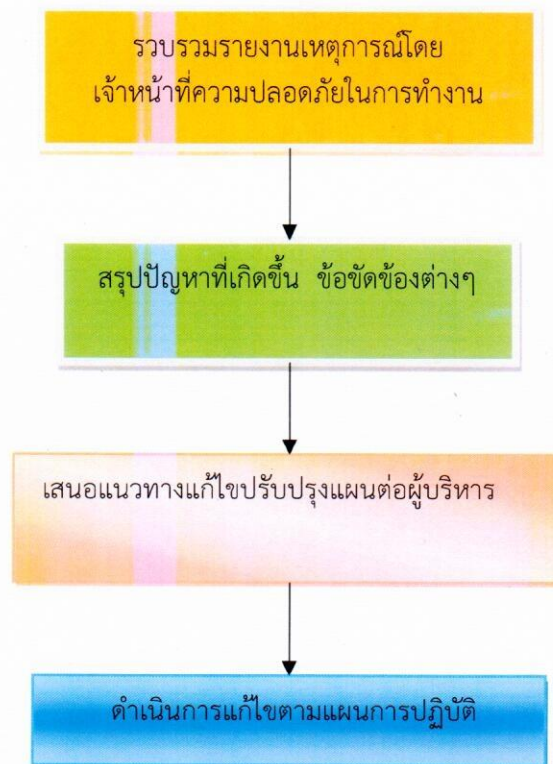 รวบรวมรายงานเหตุการณ์โดย
เจ้าหน้าที่ความปลอดภัยในการทำงาน
สรุปปัญหาที่เกิดขึ้น ข้อขัดข้องต่างๆ
เสนอแนวทางแก้ไขปรับปรุงแผนต่อผู้บริหาร
ดำเนินการแก้ไขตามแผนการปฏิบัติ